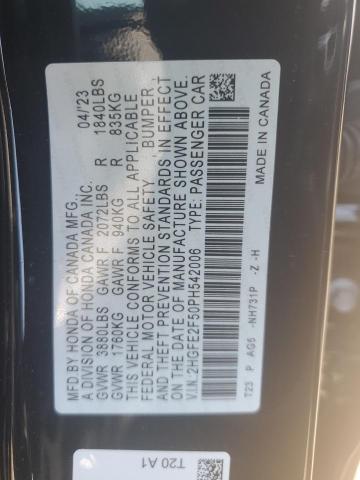 MFD. BY HONDA OF CANADA MFG., 04/23
A DIVISION OF HONDA CANADA INC.
GVWR 3880LBS GAWR F 2072LBS R 1840LBS
GVWR 1760KG GAWR F 940KG R 835KG
THIS VEHICLE CONFORMS TO ALL APPLICABLE
FEDERAL MOTOR VEHICLE SAFETY BUMPER,
AND THEFT PREVENTION STANDARDS IN EFFECT
ON THE DATE OF MANUFACTURE SHOWN ABOVE.
V.I.N.:2HGFE2F50PH542006 TYPE: PASSENGER CAR
MADE IN CANADA
T23 P AG5 -NH731P -Z -H
T20 A1